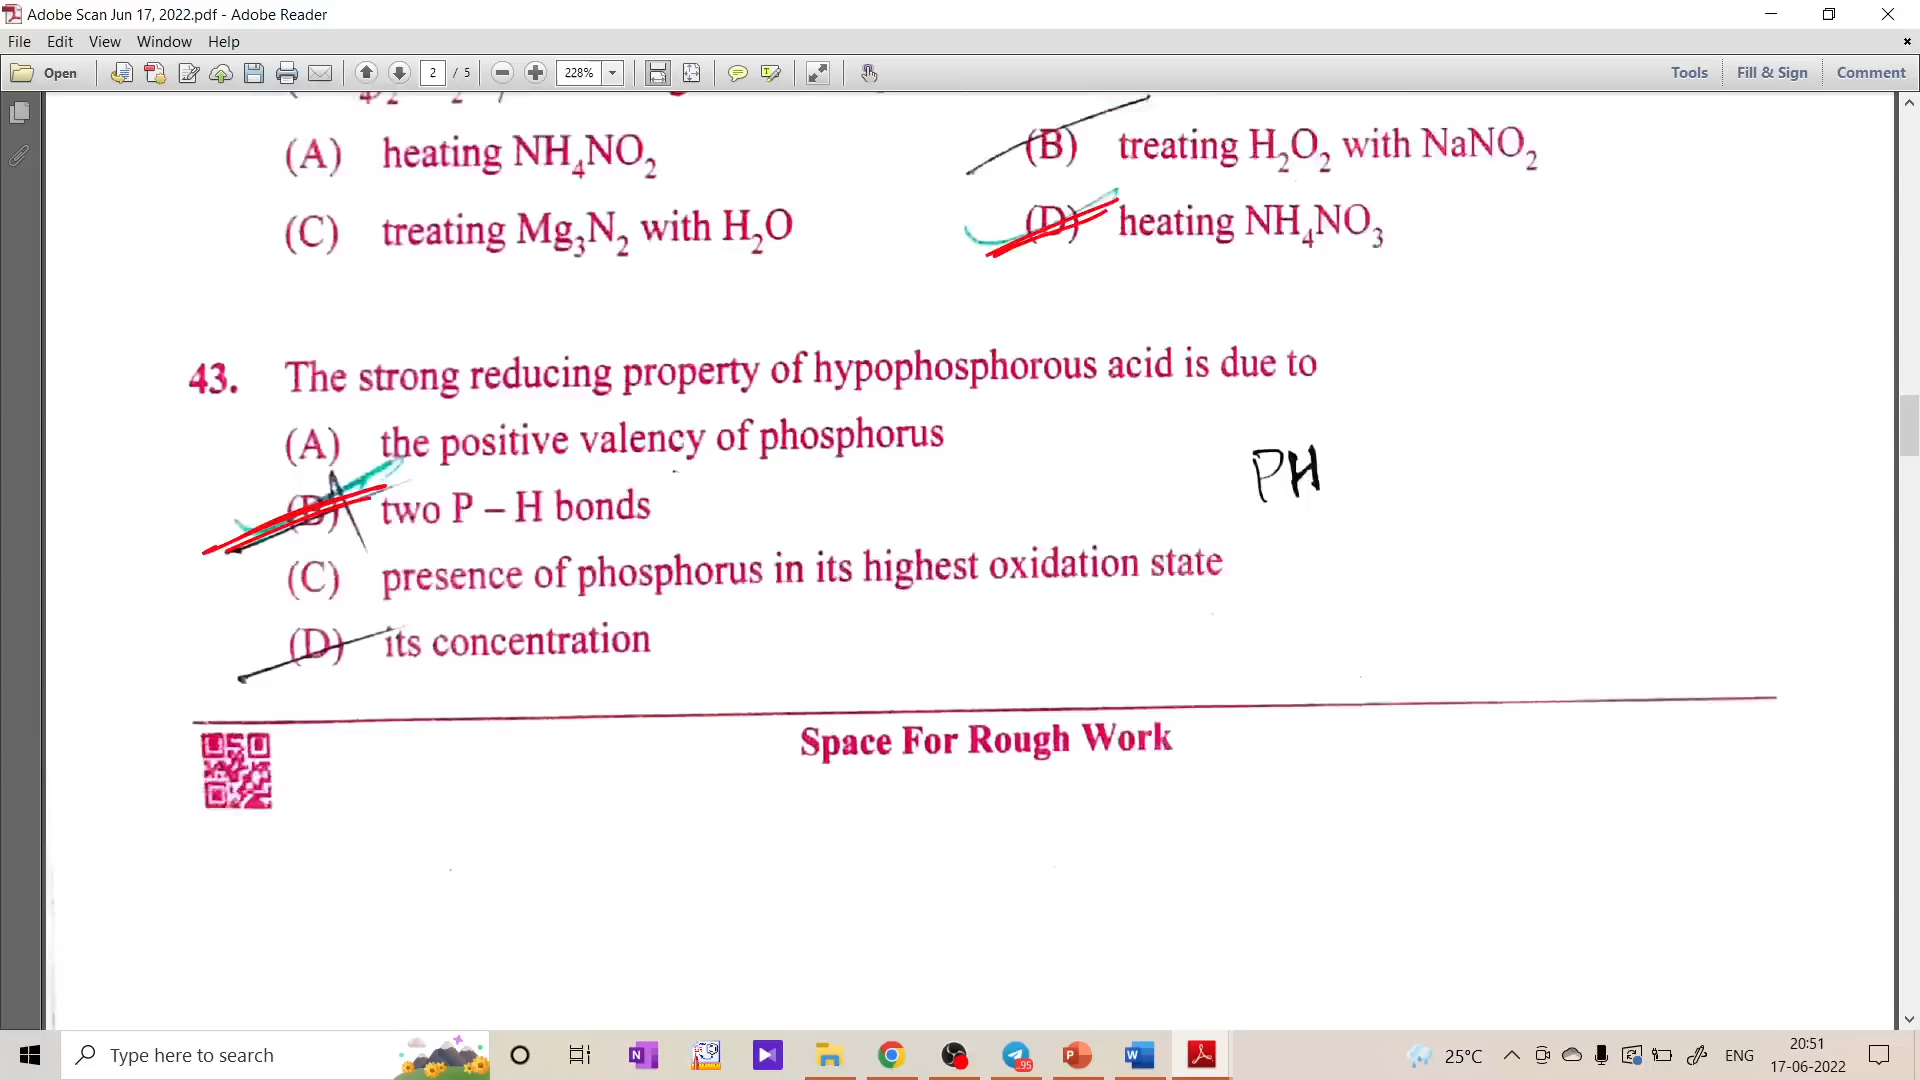 Adobe Scan Jun 17, 2022.pdf - Adobe Reader
File Edit View Window Help
Open 2 / 5 228% Tools Fill & Sign Comment
(A) heating NH₄NO₂ (B) treating H₂O₂ with NaNO₂
(C) treating Mg₃N₂ with H₂O (D) heating NH₄NO₃
43. The strong reducing property of hypophosphorous acid is due to
(A) the positive valency of phosphorus
PH
(B) two P – H bonds
(C) presence of phosphorus in its highest oxidation state
(D) its concentration
Space For Rough Work
Type here to search 25°C ENG 20:51
17-06-2022